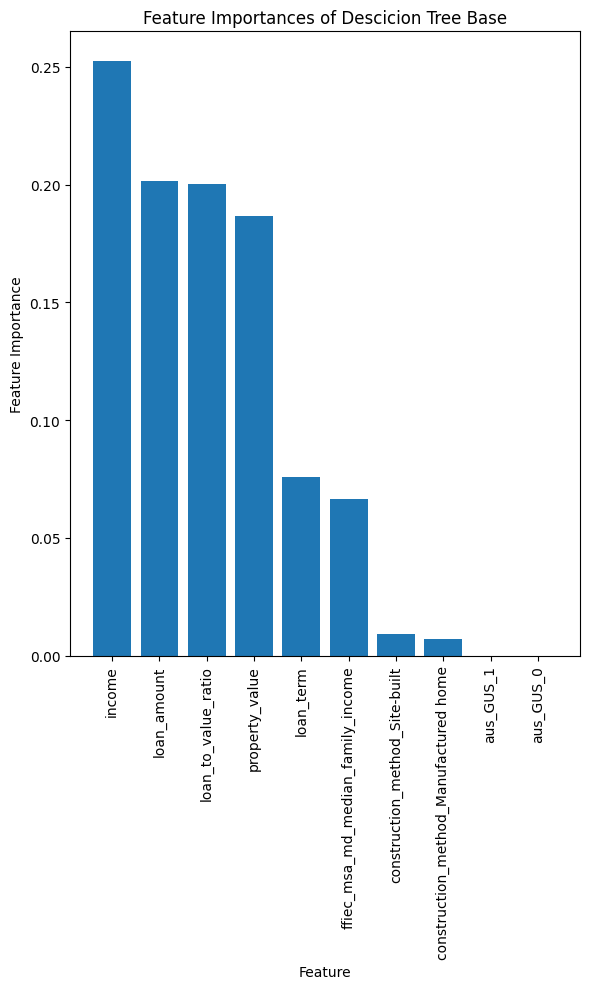 Feature Importances of Descicion Tree Base
0.25
0.20
0.15
0.10
0.05
0.00
Feature Importance
income
loan_amount
loan_to_value_ratio
property_value
loan_term
ffiec_msa_md_median_family_income
construction_method_Site-built
construction_method_Manufactured home
aus_GUS_1
aus_GUS_0
Feature